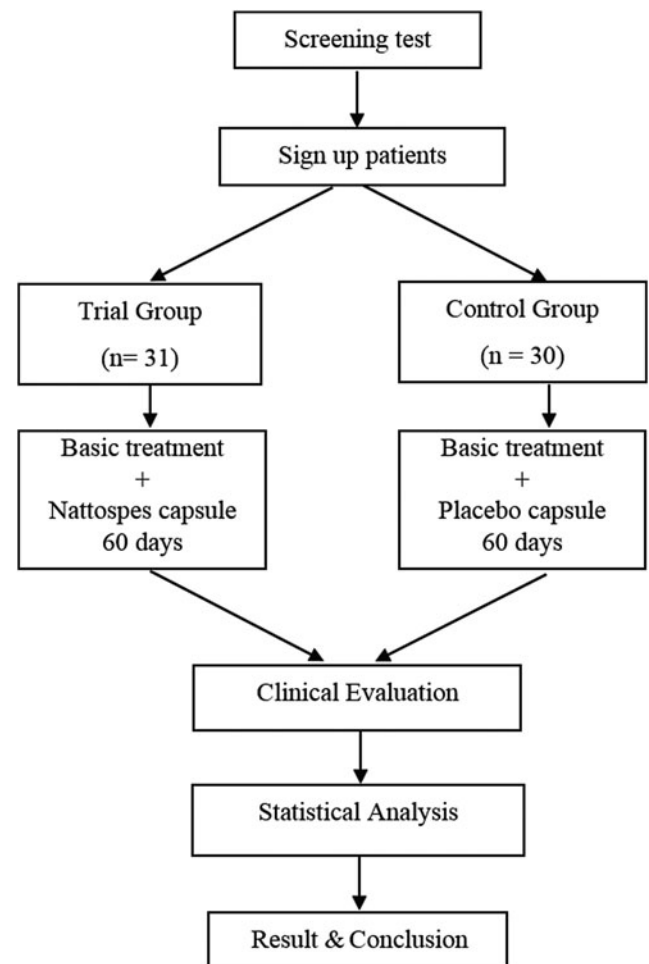 Screening test
Sign up patients
Trial Group
(n= 31)
Control Group
(n = 30)
Basic treatment
+
Nattospes capsule
60 days
Basic treatment
+
Placebo capsule
60 days
Clinical Evaluation
Statistical Analysis
Result & Conclusion